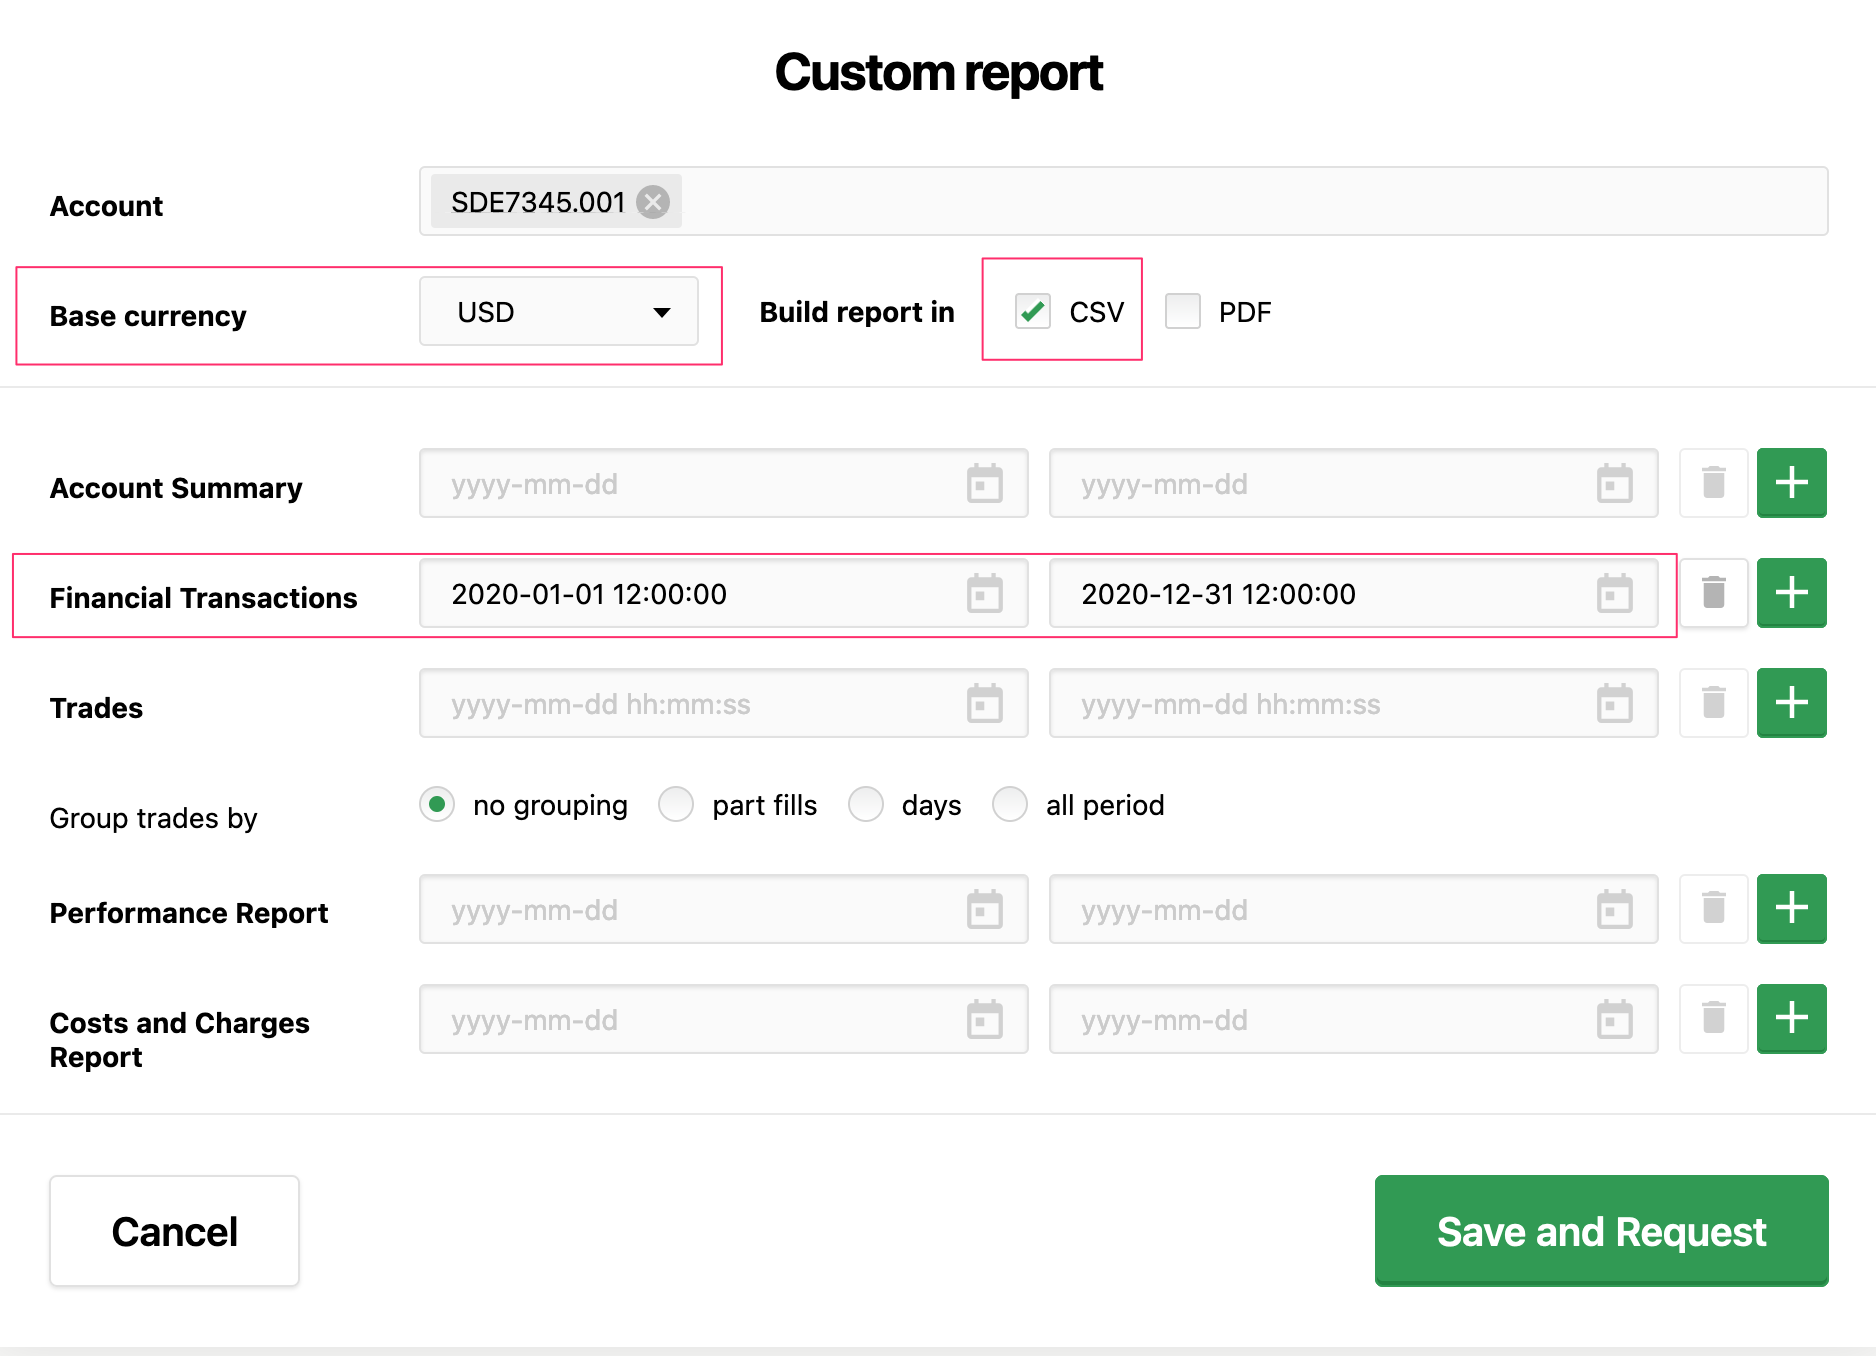 Custom report
Account SDE7345.001
Base currency USD Build report in CSV PDF
Account Summary yyyy-mm-dd yyyy-mm-dd
Financial Transactions 2020-01-01 12:00:00 2020-12-31 12:00:00
Trades yyyy-mm-dd hh:mm:ss yyyy-mm-dd hh:mm:ss
Group trades by no grouping part fills days all period
Performance Report yyyy-mm-dd yyyy-mm-dd
Costs and Charges yyyy-mm-dd yyyy-mm-dd
Report
Cancel Save and Request